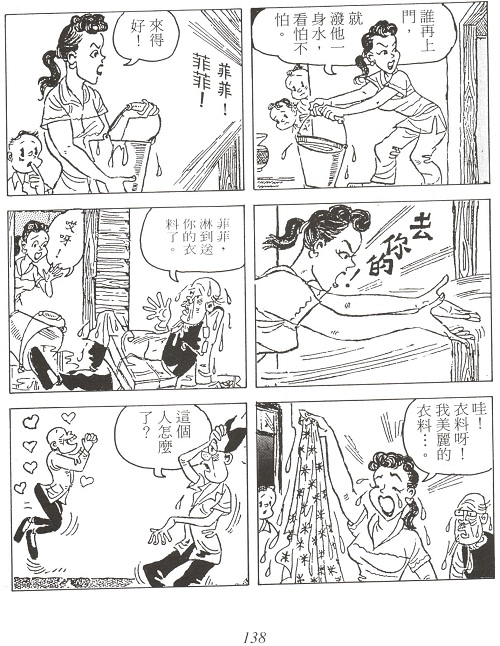 誰再上
門，
就
潑他一
身水，
看怕不
怕。
菲菲！
菲菲！
來得
好！
去
你
的！
菲菲，
淋到送
你的衣
料了。
哎呀！
哇！
衣料呀！
我美麗的
衣料…。
這個
人怎麼
了？
138